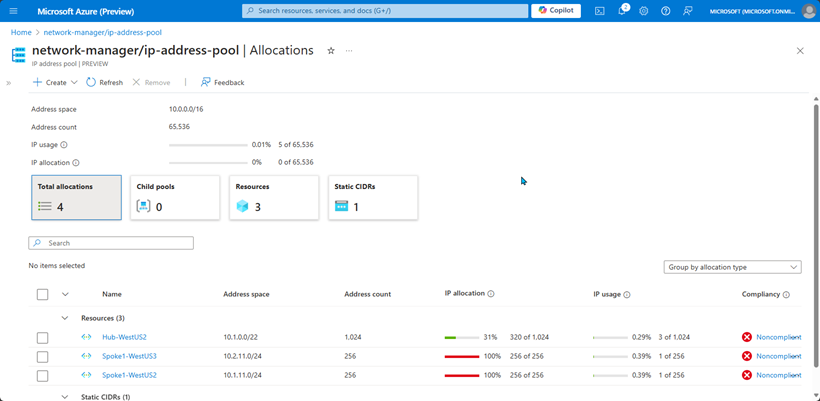 Microsoft Azure (Preview)
Search resources, services, and docs (G+/)
Copilot
2
MICROSOFT (MICROSOFT.ONMI...
Home > network-manager/ip-address-pool
network-manager/ip-address-pool | Allocations
IP address pool | PREVIEW
Create
Refresh
Remove
Feedback
Address space 10.0.0.0/16
Address count 65,536
IP usage 0.01% 5 of 65,536
IP allocation 0% 0 of 65,536
Total allocations
4
Child pools
0
Resources
3
Static CIDRs
1
Search
No items selected
Group by allocation type
Name Address space Address count IP allocation IP usage Compliancy
Resources (3)
Hub-WestUS2 10.1.0.0/22 1,024 31% 320 of 1,024 0.29% 3 of 1,024 Noncompliant
Spoke1-WestUS3 10.2.11.0/24 256 100% 256 of 256 0.39% 1 of 256 Noncompliant
Spoke1-WestUS2 10.1.11.0/24 256 100% 256 of 256 0.39% 1 of 256 Noncompliant
Static CIDRs (1)